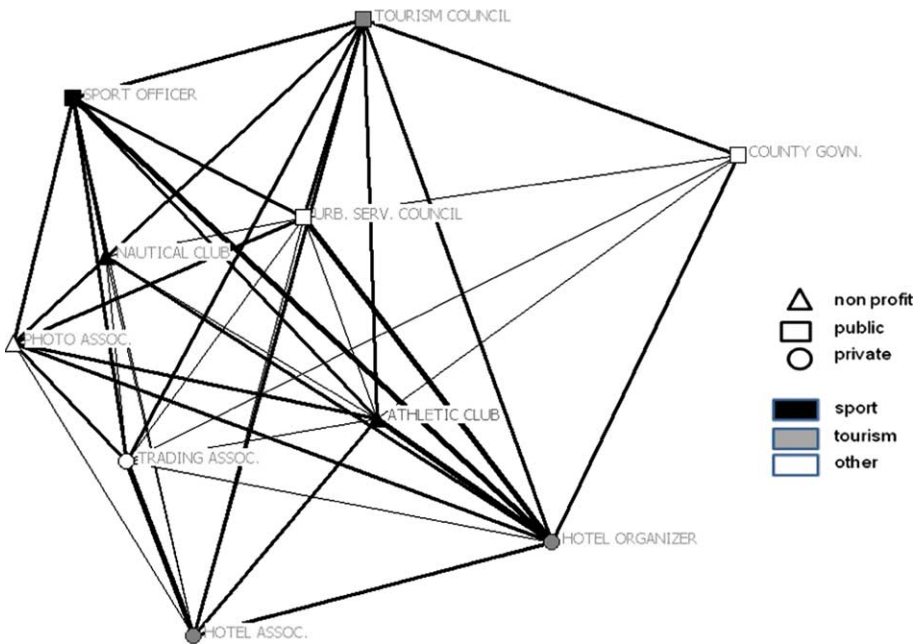 TOURISM COUNCIL
SPORT OFFICER
COUNTY GOVN.
URB. SERV. COUNCIL
NAUTICAL CLUB
PHOTO ASSOC.
ATHLETIC CLUB
TRADING ASSOC.
HOTEL ORGANIZER
HOTEL ASSOC.
non profit
public
private
sport
tourism
other